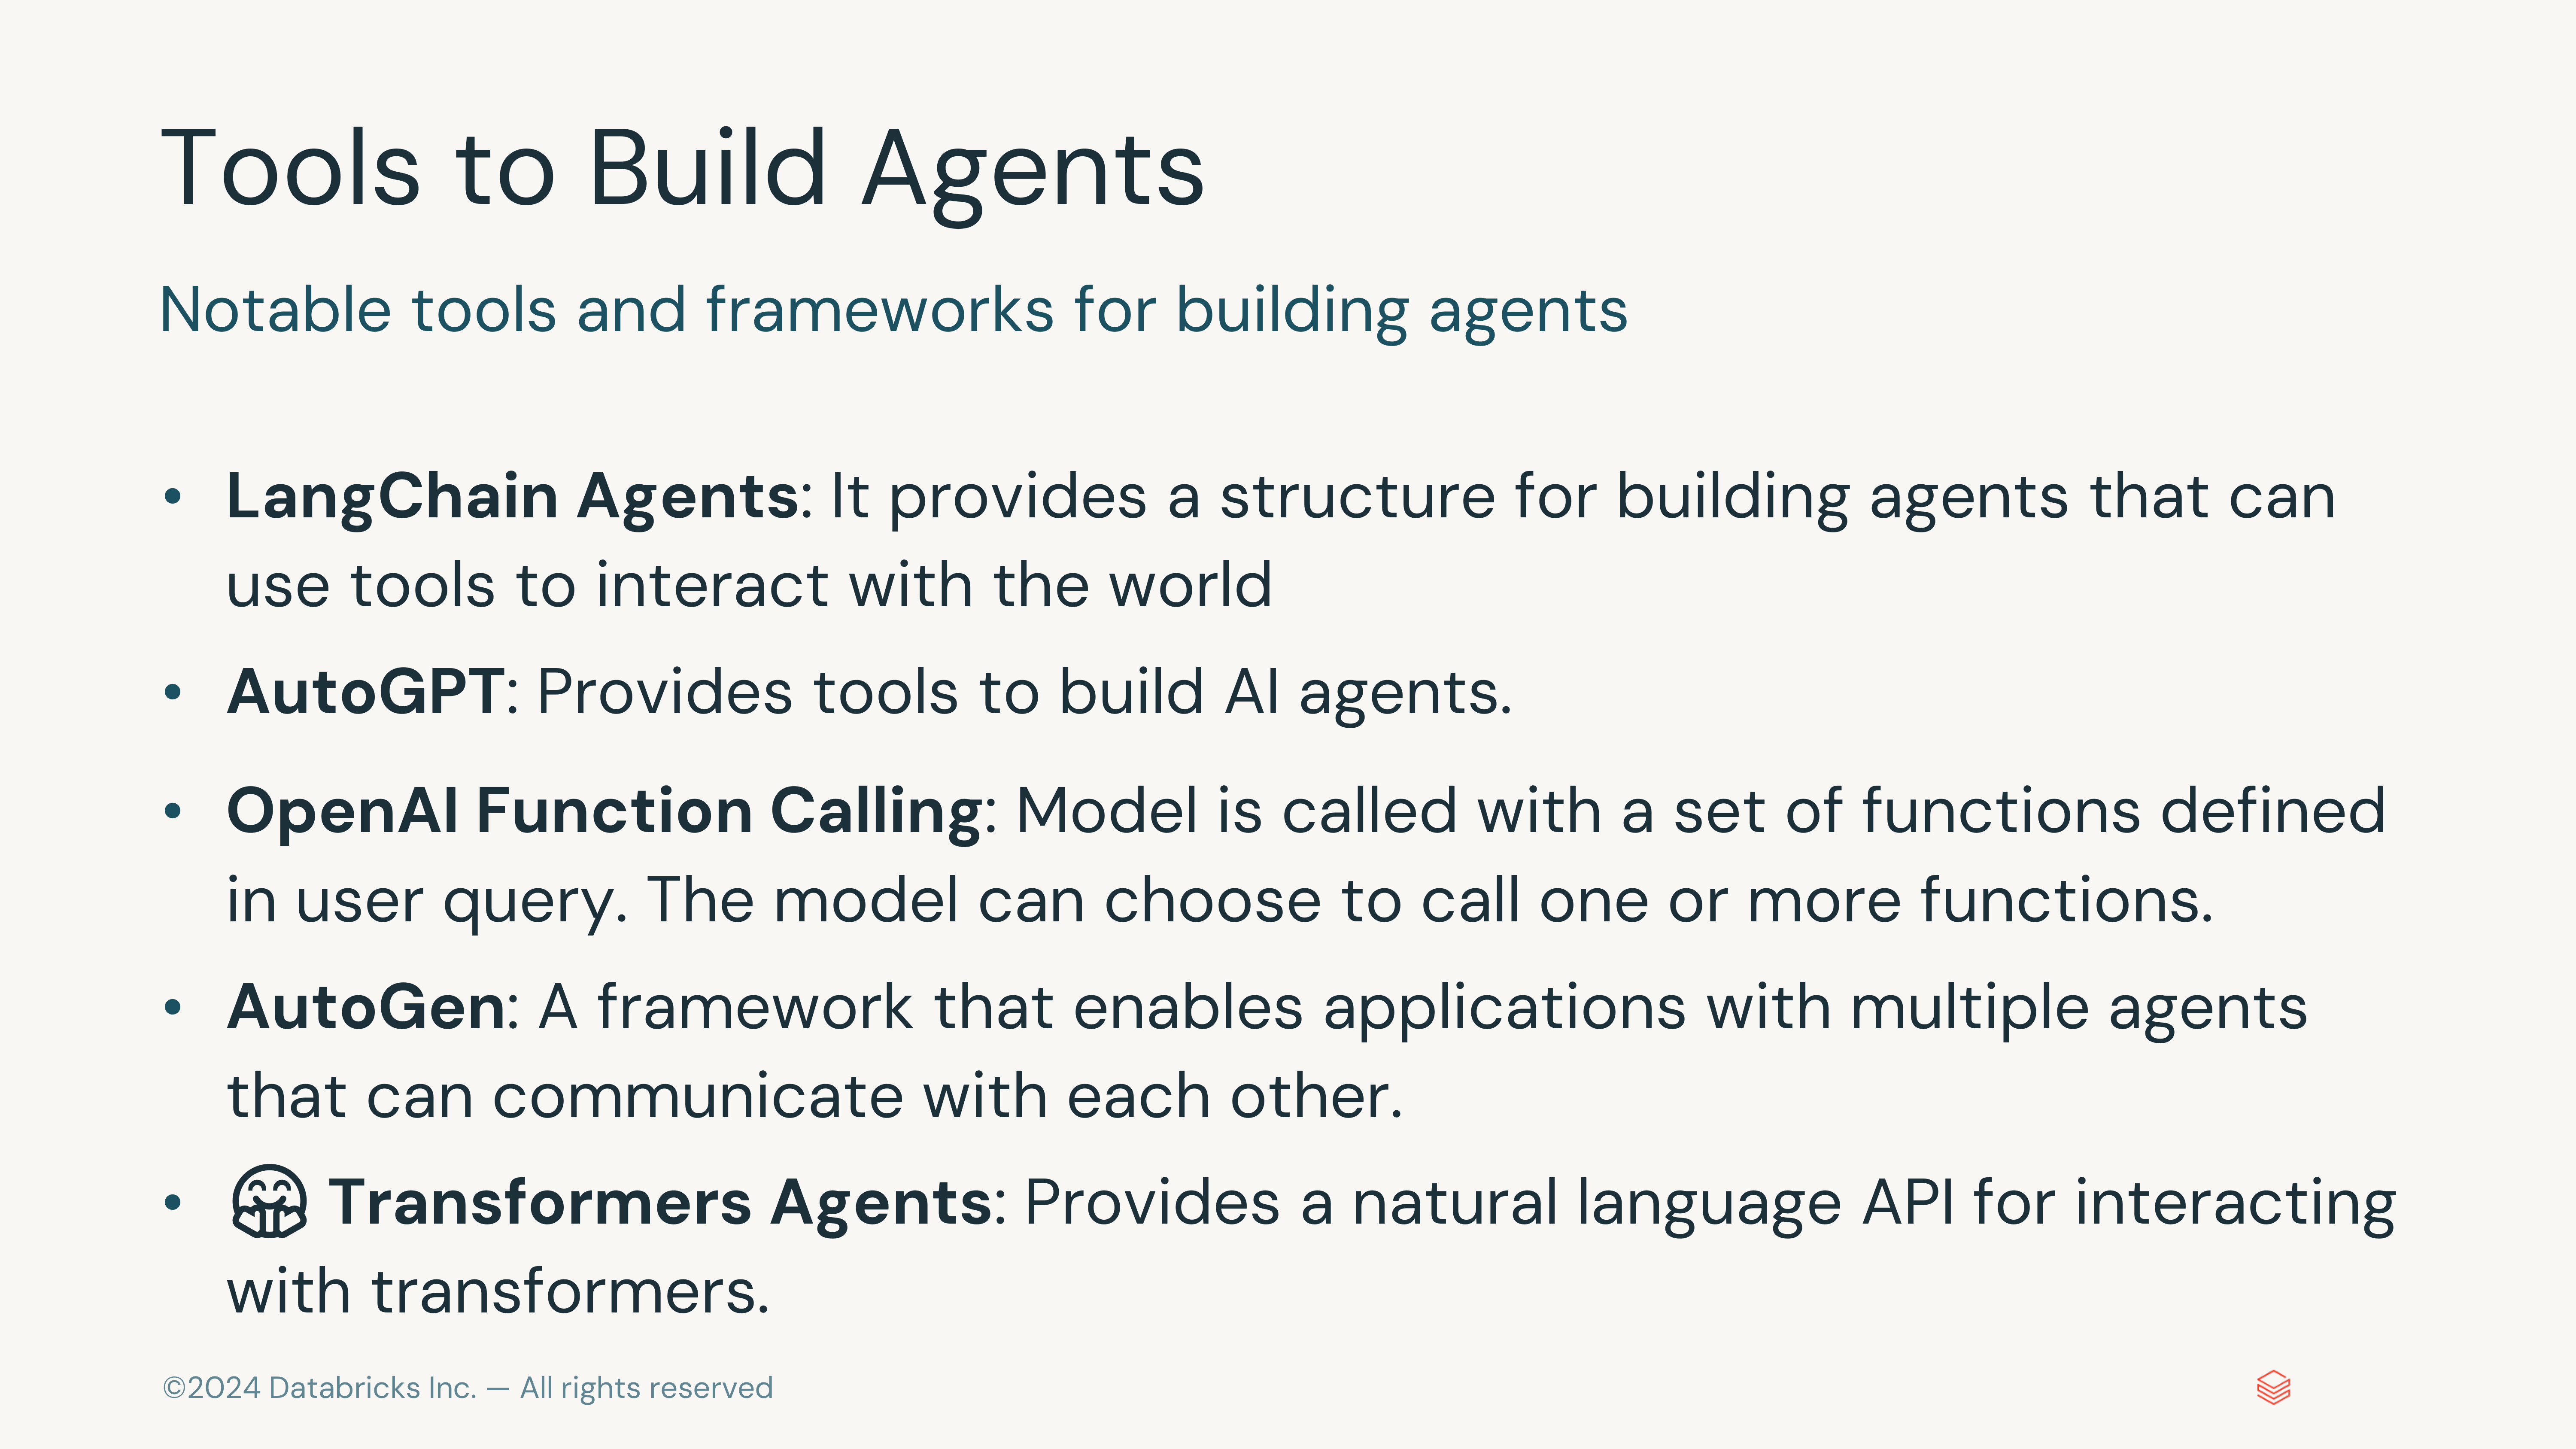 Tools to Build Agents
Notable tools and frameworks for building agents
• LangChain Agents: It provides a structure for building agents that can
use tools to interact with the world
• AutoGPT: Provides tools to build AI agents.
• OpenAI Function Calling: Model is called with a set of functions defined
in user query. The model can choose to call one or more functions.
• AutoGen: A framework that enables applications with multiple agents
that can communicate with each other.
• 🤗 Transformers Agents: Provides a natural language API for interacting
with transformers.
©2024 Databricks Inc. — All rights reserved